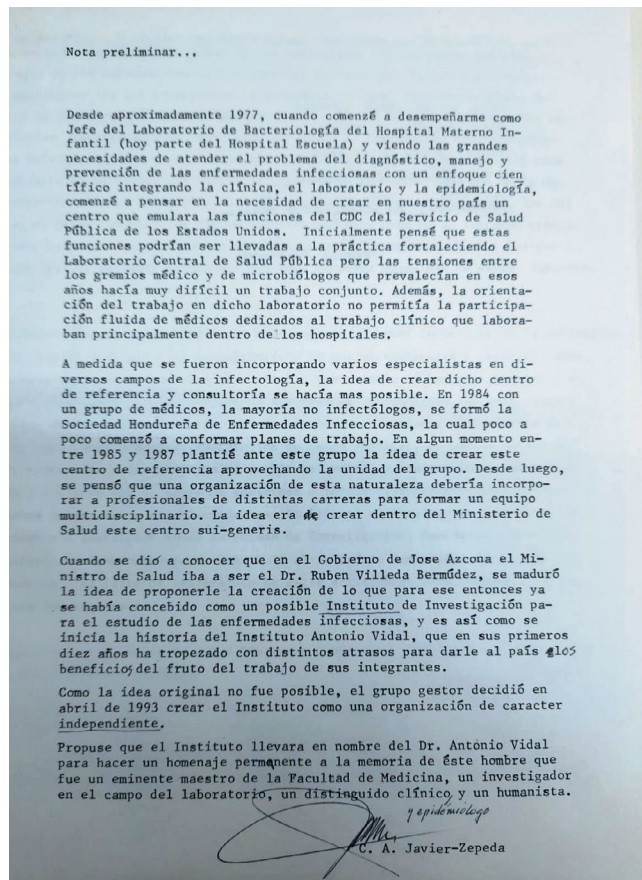 Nota preliminar...
Desde aproximadamente 1977, cuando comenzé a desempeñarme como
Jefe del Laboratorio de Bacteriología del Hospital Materno In-
fantil (hoy parte del Hospital Escuela) y viendo las grandes
necesidades de atender el problema del diagnóstico, manejo y
prevención de las enfermedades infecciosas con un enfoque cien
tífico integrando la clínica, el laboratorio y la epidemiología,
comenzé a pensar en la necesidad de crear en nuestro país un
centro que emulara las funciones del CDC del Servicio de Salud
Pública de los Estados Unidos. Inicialmente pensé que estas
funciones podrían ser llevadas a la práctica fortaleciendo el
Laboratorio Central de Salud Pública pero las tensiones entre
los gremios médico y de microbiólogos que prevalecían en esos
años hacía muy difícil un trabajo conjunto. Además, la orienta-
ción del trabajo en dicho laboratorio no permitía la participa-
ción fluida de médicos dedicados al trabajo clínico que labora-
ban principalmente dentro de los hospitales.
A medida que se fueron incorporando varios especialistas en di-
versos campos de la infectología, la idea de crear dicho centro
de referencia y consultoría se hacía mas posible. En 1984 con
un grupo de médicos, la mayoría no infectólogos, se formó la
Sociedad Hondureña de Enfermedades Infecciosas, la cual poco a
poco comenzó a conformar planes de trabajo. En algun momento en-
tre 1985 y 1987 plantié ante este grupo la idea de crear este
centro de referencia aprovechando la unidad del grupo. Desde luego,
se pensó que una organización de esta naturaleza debería incorpo-
rar a profesionales de distintas carreras para formar un equipo
multidisciplinario. La idea era de crear dentro del Ministerio de
Salud este centro sui-generis.
Cuando se dió a conocer que en el Gobierno de Jose Azcona el Mi-
nistro de Salud iba a ser el Dr. Ruben Villeda Bermúdez, se maduró
la idea de proponerle la creación de lo que para ese entonces ya
se había concebido como un posible Instituto de Investigación pa-
ra el estudio de las enfermedades infecciosas, y es así como se
inicia la historia del Instituto Antonio Vidal, que en sus primeros
diez años ha tropezado con distintos atrasos para darle al país los
beneficios del fruto del trabajo de sus integrantes.
Como la idea original no fue posible, el grupo gestor decidió en
abril de 1993 crear el Instituto como una organización de caracter
independiente.
Propuse que el Instituto llevara en nombre del Dr. António Vidal
para hacer un homenaje permanente a la memoria de éste hombre que
fue un eminente maestro de la Facultad de Medicina, un investigador
en el campo del laboratorio, un distinguido clínico y un humanista.
y epidémiologo
C. A. Javier-Zepeda